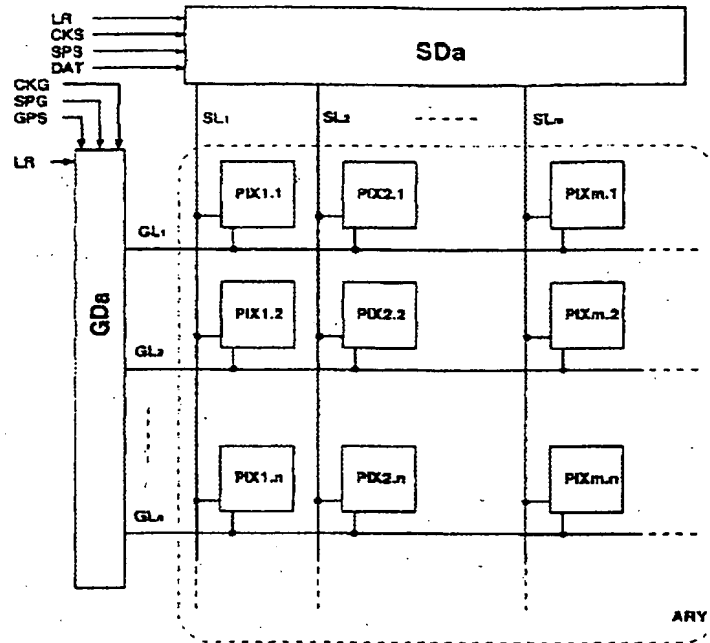 LR
CKS
SPS
DAT
SDa
CKG
SPG
GPS
LR
SL1 SL2 SLm
PIX1.1 PIX2.1 PIXm.1
GL1
GDa
PIX1.2 PIX2.2 PIXm.2
GL2
PIX1.n PIX2.n PIXm.n
GLn
ARY